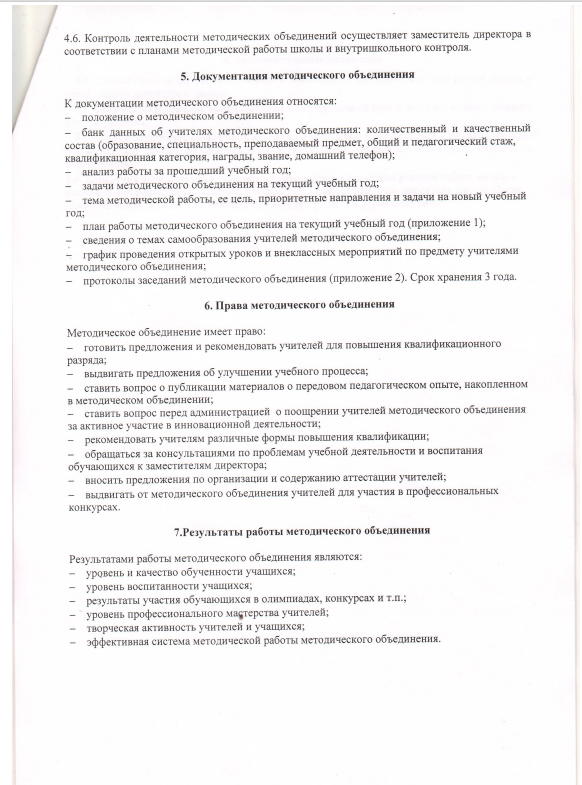 4.6. Контроль деятельности методических объединений осуществляет заместитель директора в
соответствии с планами методической работы школы и внутришкольного контроля.
5. Документация методического объединения
К документации методического объединения относятся:
– положение о методическом объединении;
– банк данных об учителях методического объединения: количественный и качественный
состав (образование, специальность, преподаваемый предмет, общий и педагогический стаж,
квалификационная категория, награды, звание, домашний телефон);
– анализ работы за прошедший учебный год;
– задачи методического объединения на текущий учебный год;
– тема методической работы, ее цель, приоритетные направления и задачи на новый учебный
год;
– план работы методического объединения на текущий учебный год (приложение 1);
– сведения о темах самообразования учителей методического объединения;
– график проведения открытых уроков и внеклассных мероприятий по предмету учителями
методического объединения;
– протоколы заседаний методического объединения (приложение 2). Срок хранения 3 года.
6. Права методического объединения
Методическое объединение имеет право:
– готовить предложения и рекомендовать учителей для повышения квалификационного
разряда;
– выдвигать предложения об улучшении учебного процесса;
– ставить вопрос о публикации материалов о передовом педагогическом опыте, накопленном
в методическом объединении;
– ставить вопрос перед администрацией о поощрении учителей методического объединения
за активное участие в инновационной деятельности;
– рекомендовать учителям различные формы повышения квалификации;
– обращаться за консультациями по проблемам учебной деятельности и воспитания
обучающихся к заместителям директора;
– вносить предложения по организации и содержанию аттестации учителей;
– выдвигать от методического объединения учителей для участия в профессиональных
конкурсах.
7.Результаты работы методического объединения
Результатами работы методического объединения являются:
– уровень и качество обученности учащихся;
– уровень воспитанности учащихся;
– результаты участия обучающихся в олимпиадах, конкурсах и т.п.;
– уровень профессионального мастерства учителей;
– творческая активность учителей и учащихся;
– эффективная система методической работы методического объединения.